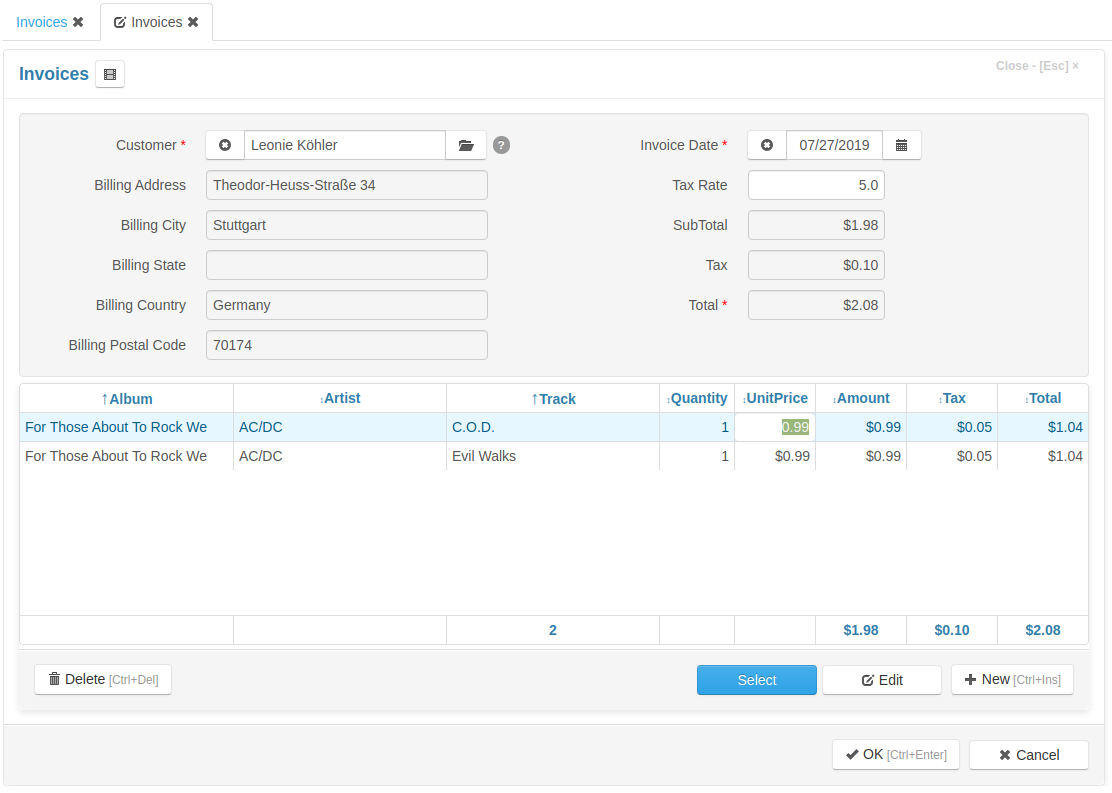 Invoices ✖ Invoices ✖
Invoices
Close - [Esc] ×
Customer * Leonie Köhler ? Invoice Date * 07/27/2019
Billing Address Theodor-Heuss-Straße 34 Tax Rate 5.0
Billing City Stuttgart SubTotal $1.98
Billing State Tax $0.10
Billing Country Germany Total * $2.08
Billing Postal Code 70174
↑Album ↕Artist ↑Track ↕Quantity ↕UnitPrice ↕Amount ↕Tax ↕Total
For Those About To Rock We AC/DC C.O.D. 1 0.99 $0.99 $0.05 $1.04
For Those About To Rock We AC/DC Evil Walks 1 $0.99 $0.99 $0.05 $1.04
2 $1.98 $0.10 $2.08
Delete [Ctrl+Del] Select Edit New [Ctrl+Ins]
OK [Ctrl+Enter] Cancel